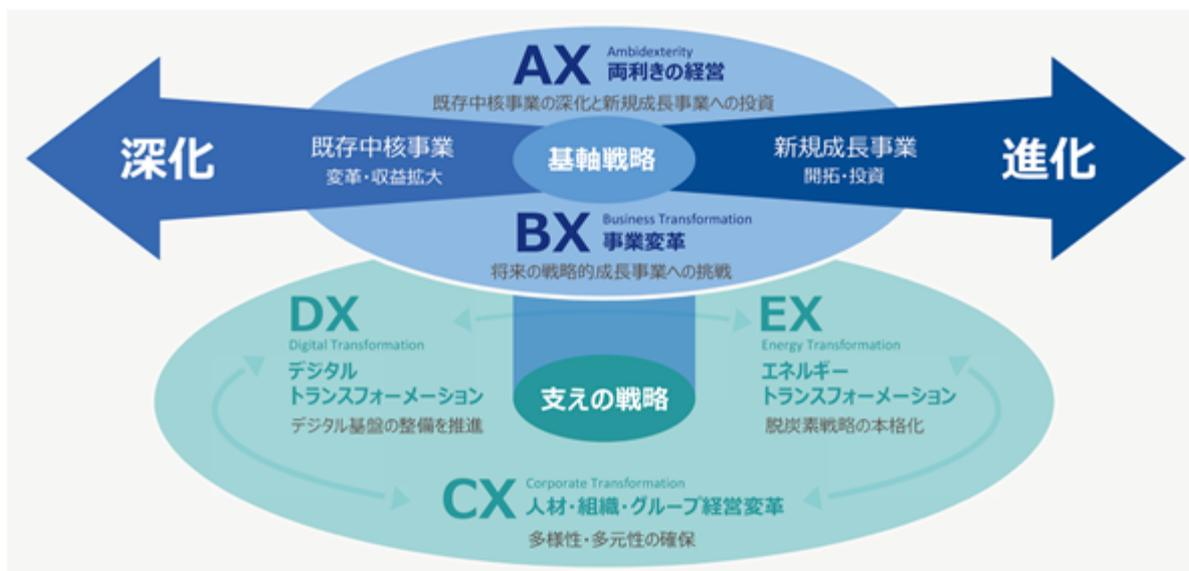 AX
Ambidexterity
両利きの経営
既存中核事業の深化と新規成長事業への投資
深化
既存中核事業
変革・収益拡大
基軸戦略
新規成長事業
開拓・投資
進化
BX
Business Transformation
事業変革
将来の戦略的成長事業への挑戦
DX
Digital Transformation
デジタル
トランスフォーメーション
デジタル基盤の整備を推進
支えの戦略
EX
Energy Transformation
エネルギー
トランスフォーメーション
脱炭素戦略の本格化
CX
Corporate Transformation
人材・組織・グループ経営変革
多様性・多元性の確保